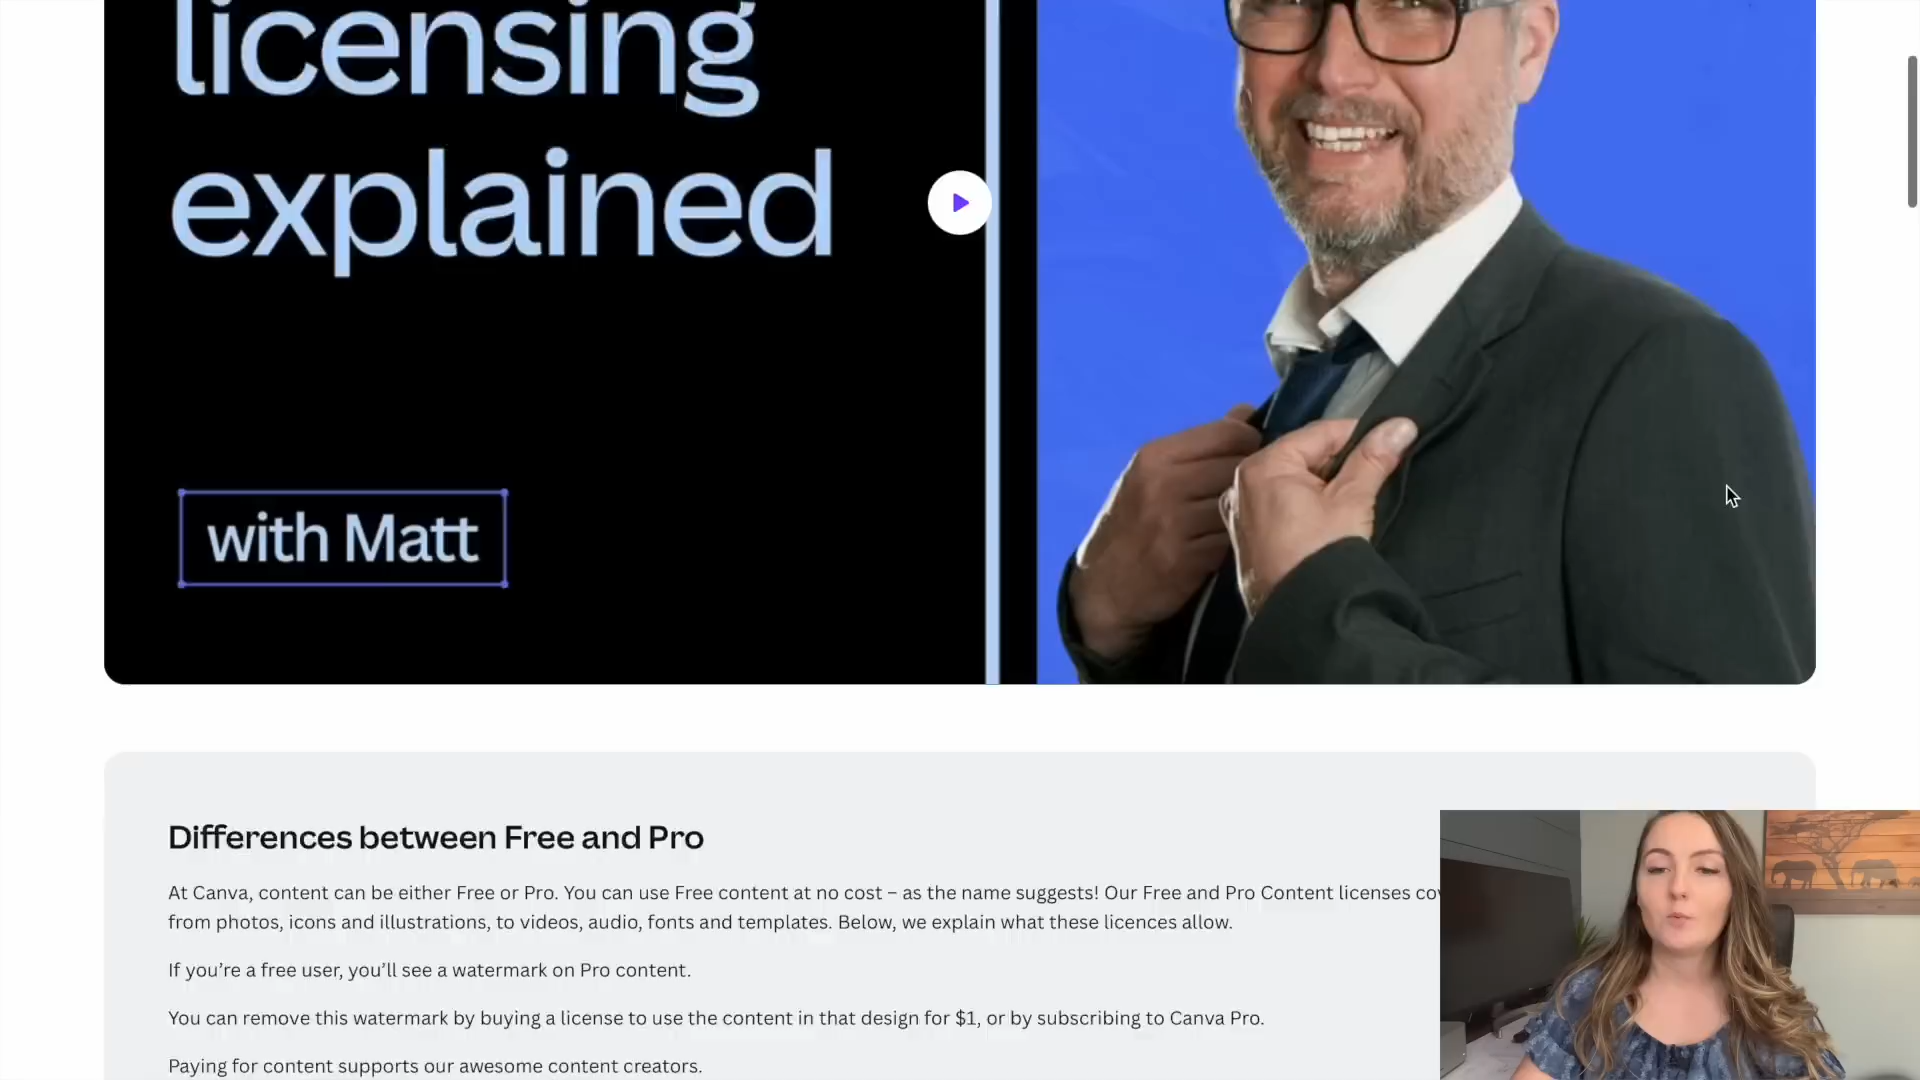 licensing
explained
with Matt
Differences between Free and Pro
At Canva, content can be either Free or Pro. You can use Free content at no cost – as the name suggests! Our Free and Pro Content licenses
from photos, icons and illustrations, to videos, audio, fonts and templates. Below, we explain what these licences allow.
If you’re a free user, you’ll see a watermark on Pro content.
You can remove this watermark by buying a license to use the content in that design for $1, or by subscribing to Canva Pro.
Paying for content supports our awesome content creators.